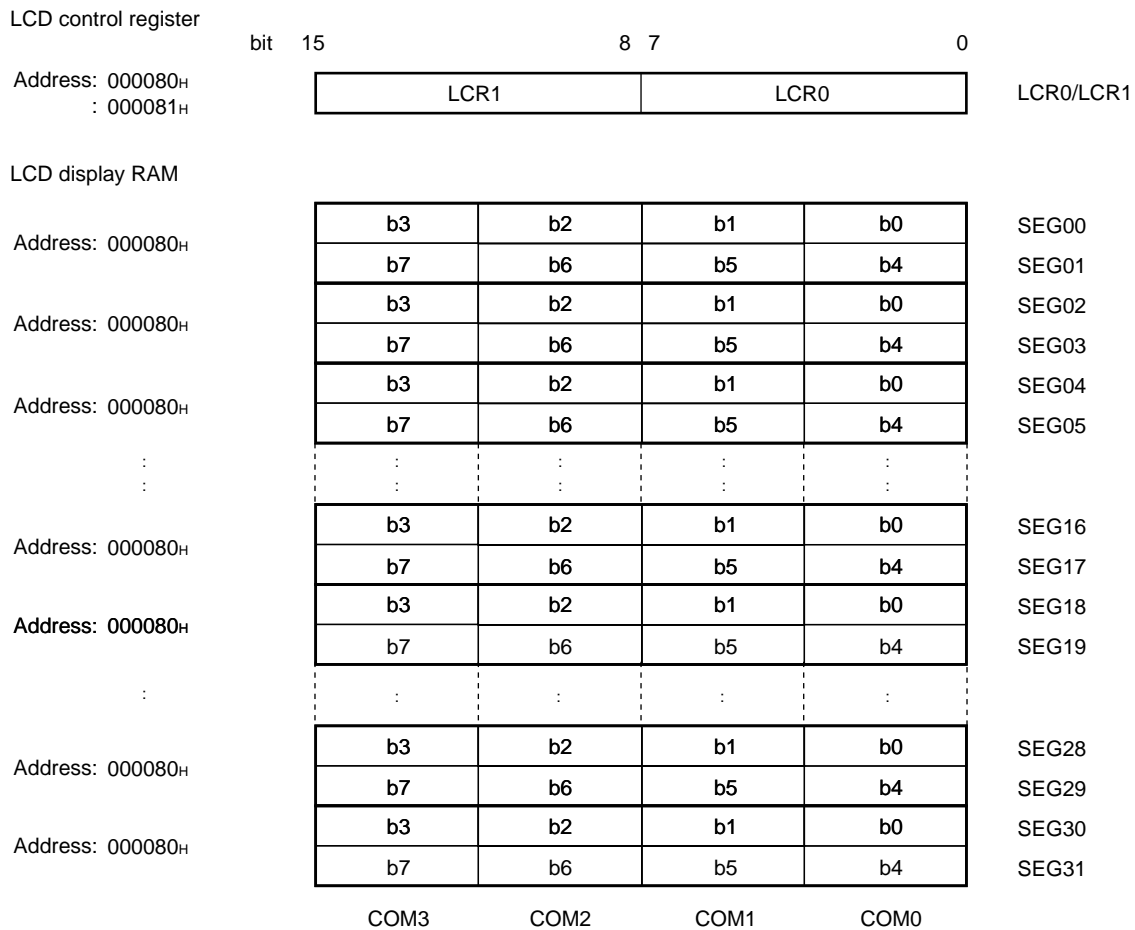 LCD control register
bit 15 8 7 0
Address: 000080H
: 000081H
LCR1 LCR0 LCR0/LCR1
LCD display RAM
Address: 000080H
b3 b2 b1 b0 SEG00
b7 b6 b5 b4 SEG01
Address: 000080H
b3 b2 b1 b0 SEG02
b7 b6 b5 b4 SEG03
Address: 000080H
b3 b2 b1 b0 SEG04
b7 b6 b5 b4 SEG05
: : : : :
: : : : :
Address: 000080H
b3 b2 b1 b0 SEG16
b7 b6 b5 b4 SEG17
Address: 000080H
b3 b2 b1 b0 SEG18
b7 b6 b5 b4 SEG19
: : : : :
Address: 000080H
b3 b2 b1 b0 SEG28
b7 b6 b5 b4 SEG29
Address: 000080H
b3 b2 b1 b0 SEG30
b7 b6 b5 b4 SEG31
COM3 COM2 COM1 COM0